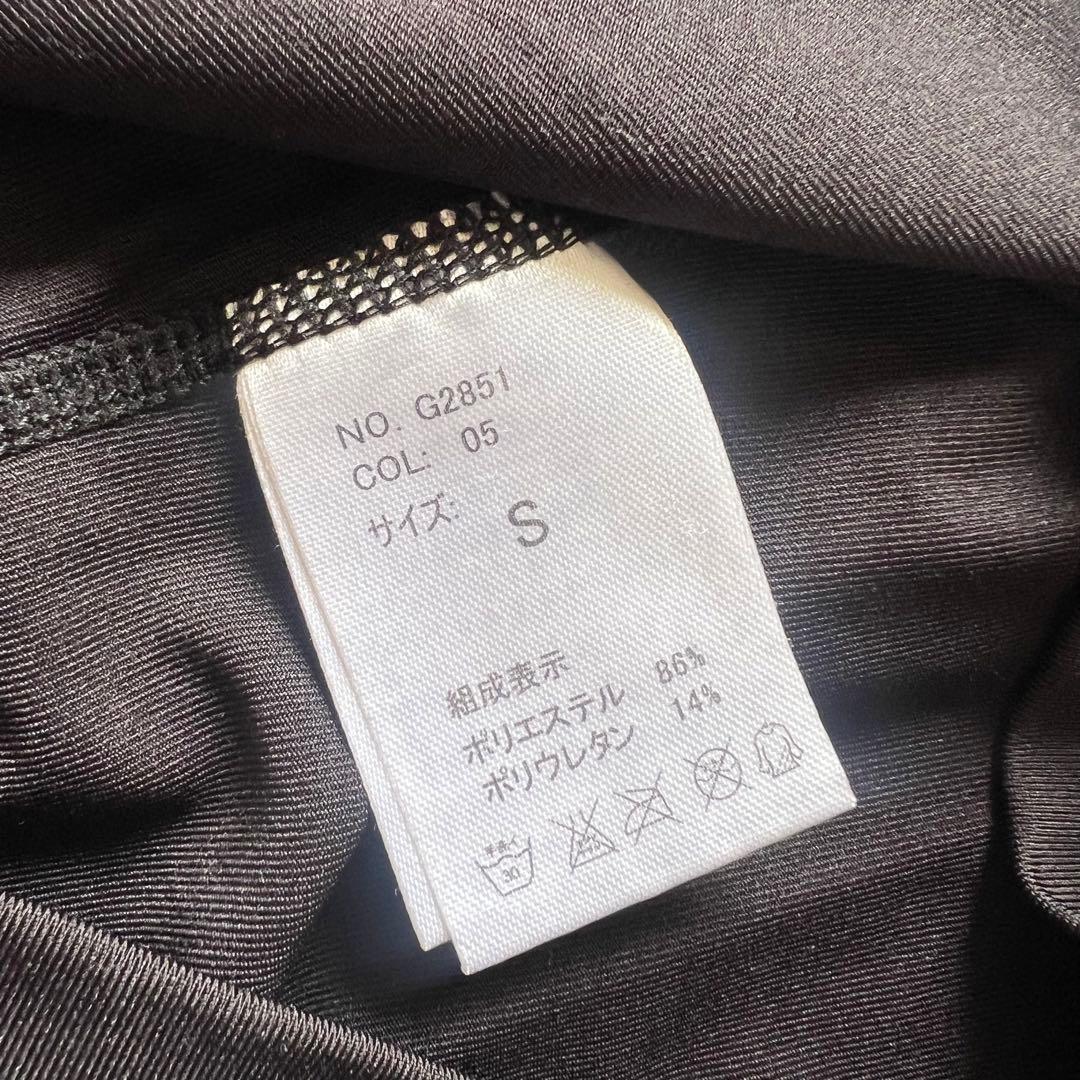 NO. G2851
COL: 05
サイズ: S
組成表示
ポリエステル 86%
ポリウレタン 14%
30